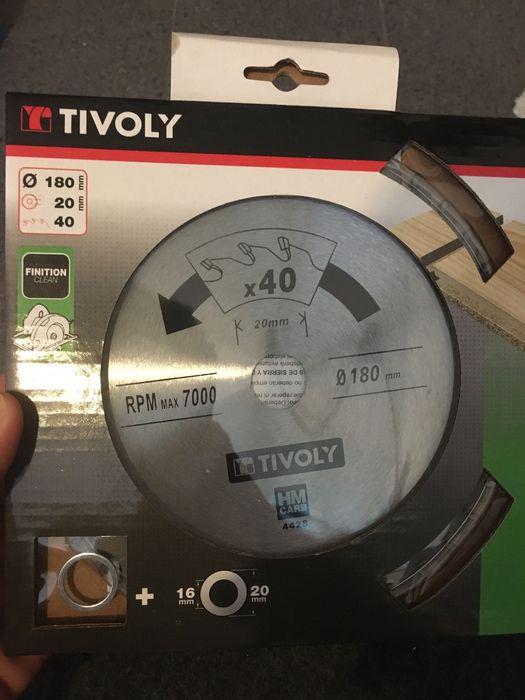 TIVOLY
Ø 180 mm
20 mm
40
FINITION
CLEAN
x40
20mm
RPM MAX 7000
Ø 180 mm
TIVOLY
HM
CARB
4428
+ 16 mm 20 mm